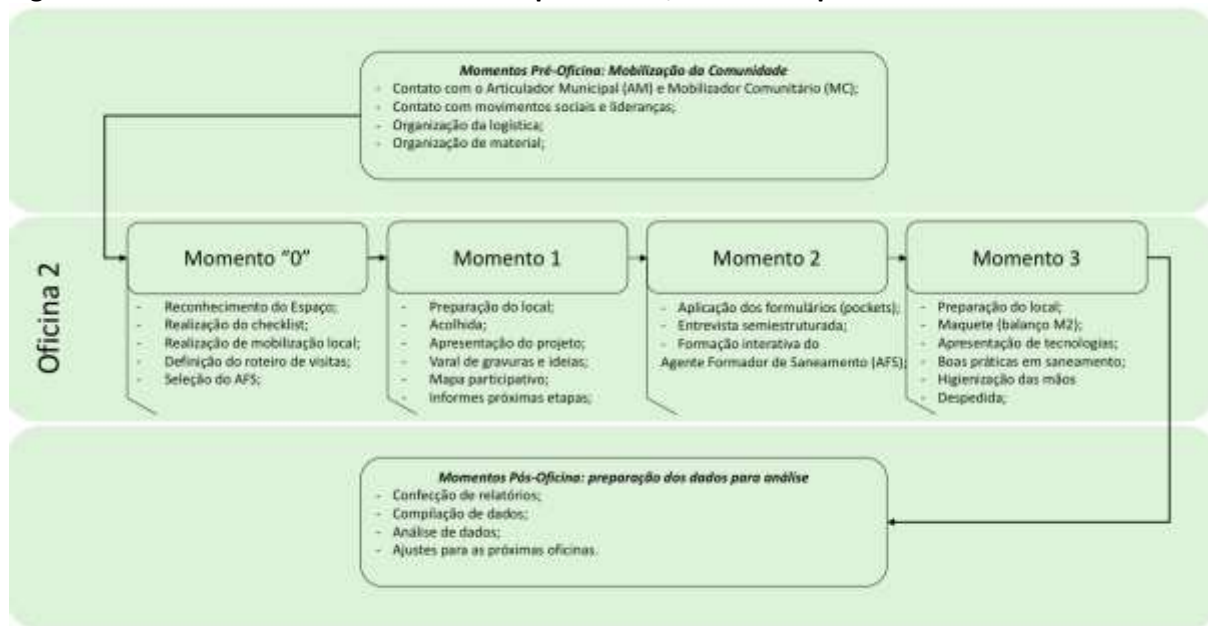 Momentos Pré-Oficina: Mobilização da Comunidade
- Contato com o Articulador Municipal (AM) e Mobilizador Comunitário (MC);
- Contato com movimentos sociais e lideranças;
- Organização da logística;
- Organização de material;
Oficina 2
Momento "0"
- Reconhecimento do Espaço;
- Realização do checklist;
- Realização de mobilização local;
- Definição do roteiro de visitas;
- Seleção do AFS;
Momento 1
- Preparação do local;
- Acolhida;
- Apresentação do projeto;
- Varal de gravuras e ideias;
- Mapa participativo;
- Informes próximas etapas;
Momento 2
- Aplicação dos formulários (pockets);
- Entrevista semiestruturada;
- Formação interativa do
Agente Formador de Saneamento (AFS);
Momento 3
- Preparação do local;
- Maquete (balanço M2);
- Apresentação de tecnologias;
- Boas práticas em saneamento;
- Higienização das mãos
- Despedida;
Momentos Pós-Oficina: preparação dos dados para análise
- Confecção de relatórios;
- Compilação de dados;
- Análise de dados;
- Ajustes para as próximas oficinas.